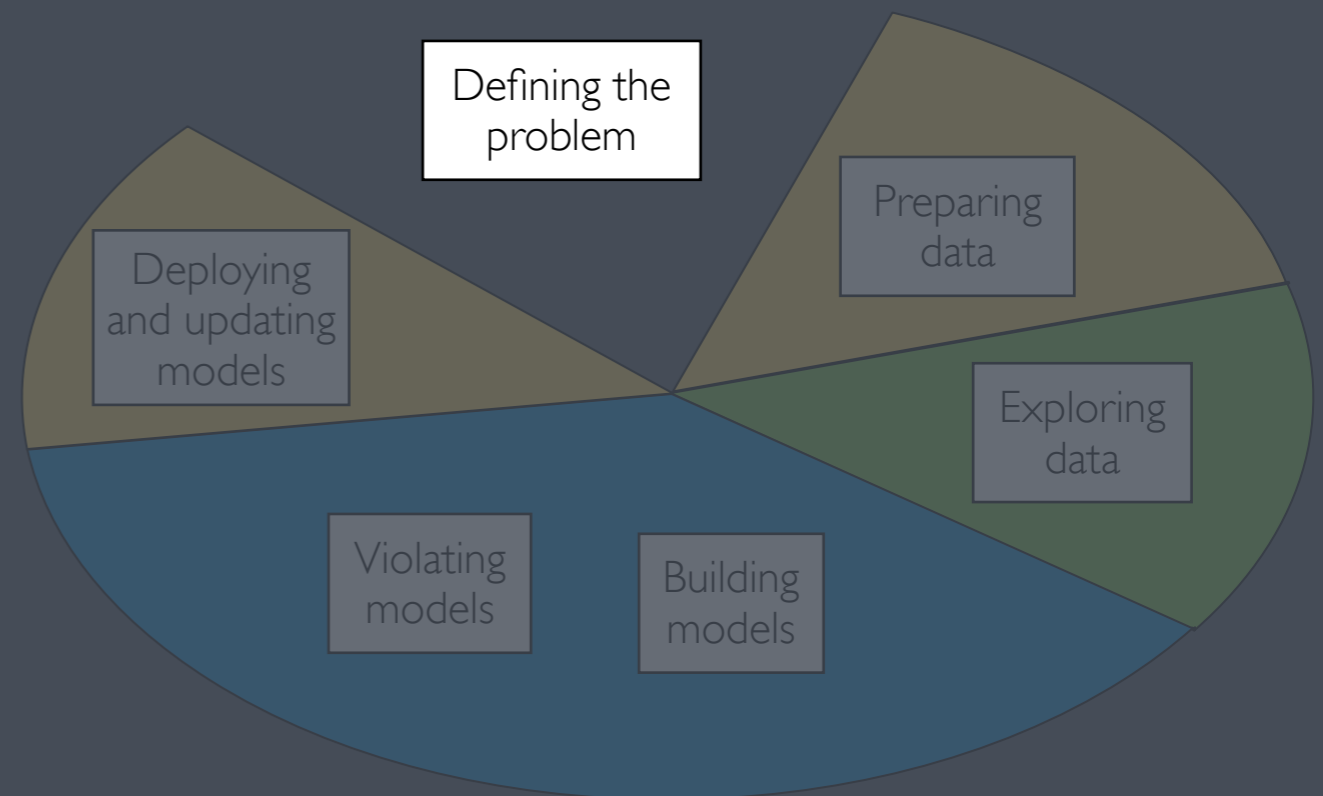 Defining the
problem
Preparing
data
Deploying
and updating
models
Exploring
data
Violating
models
Building
models